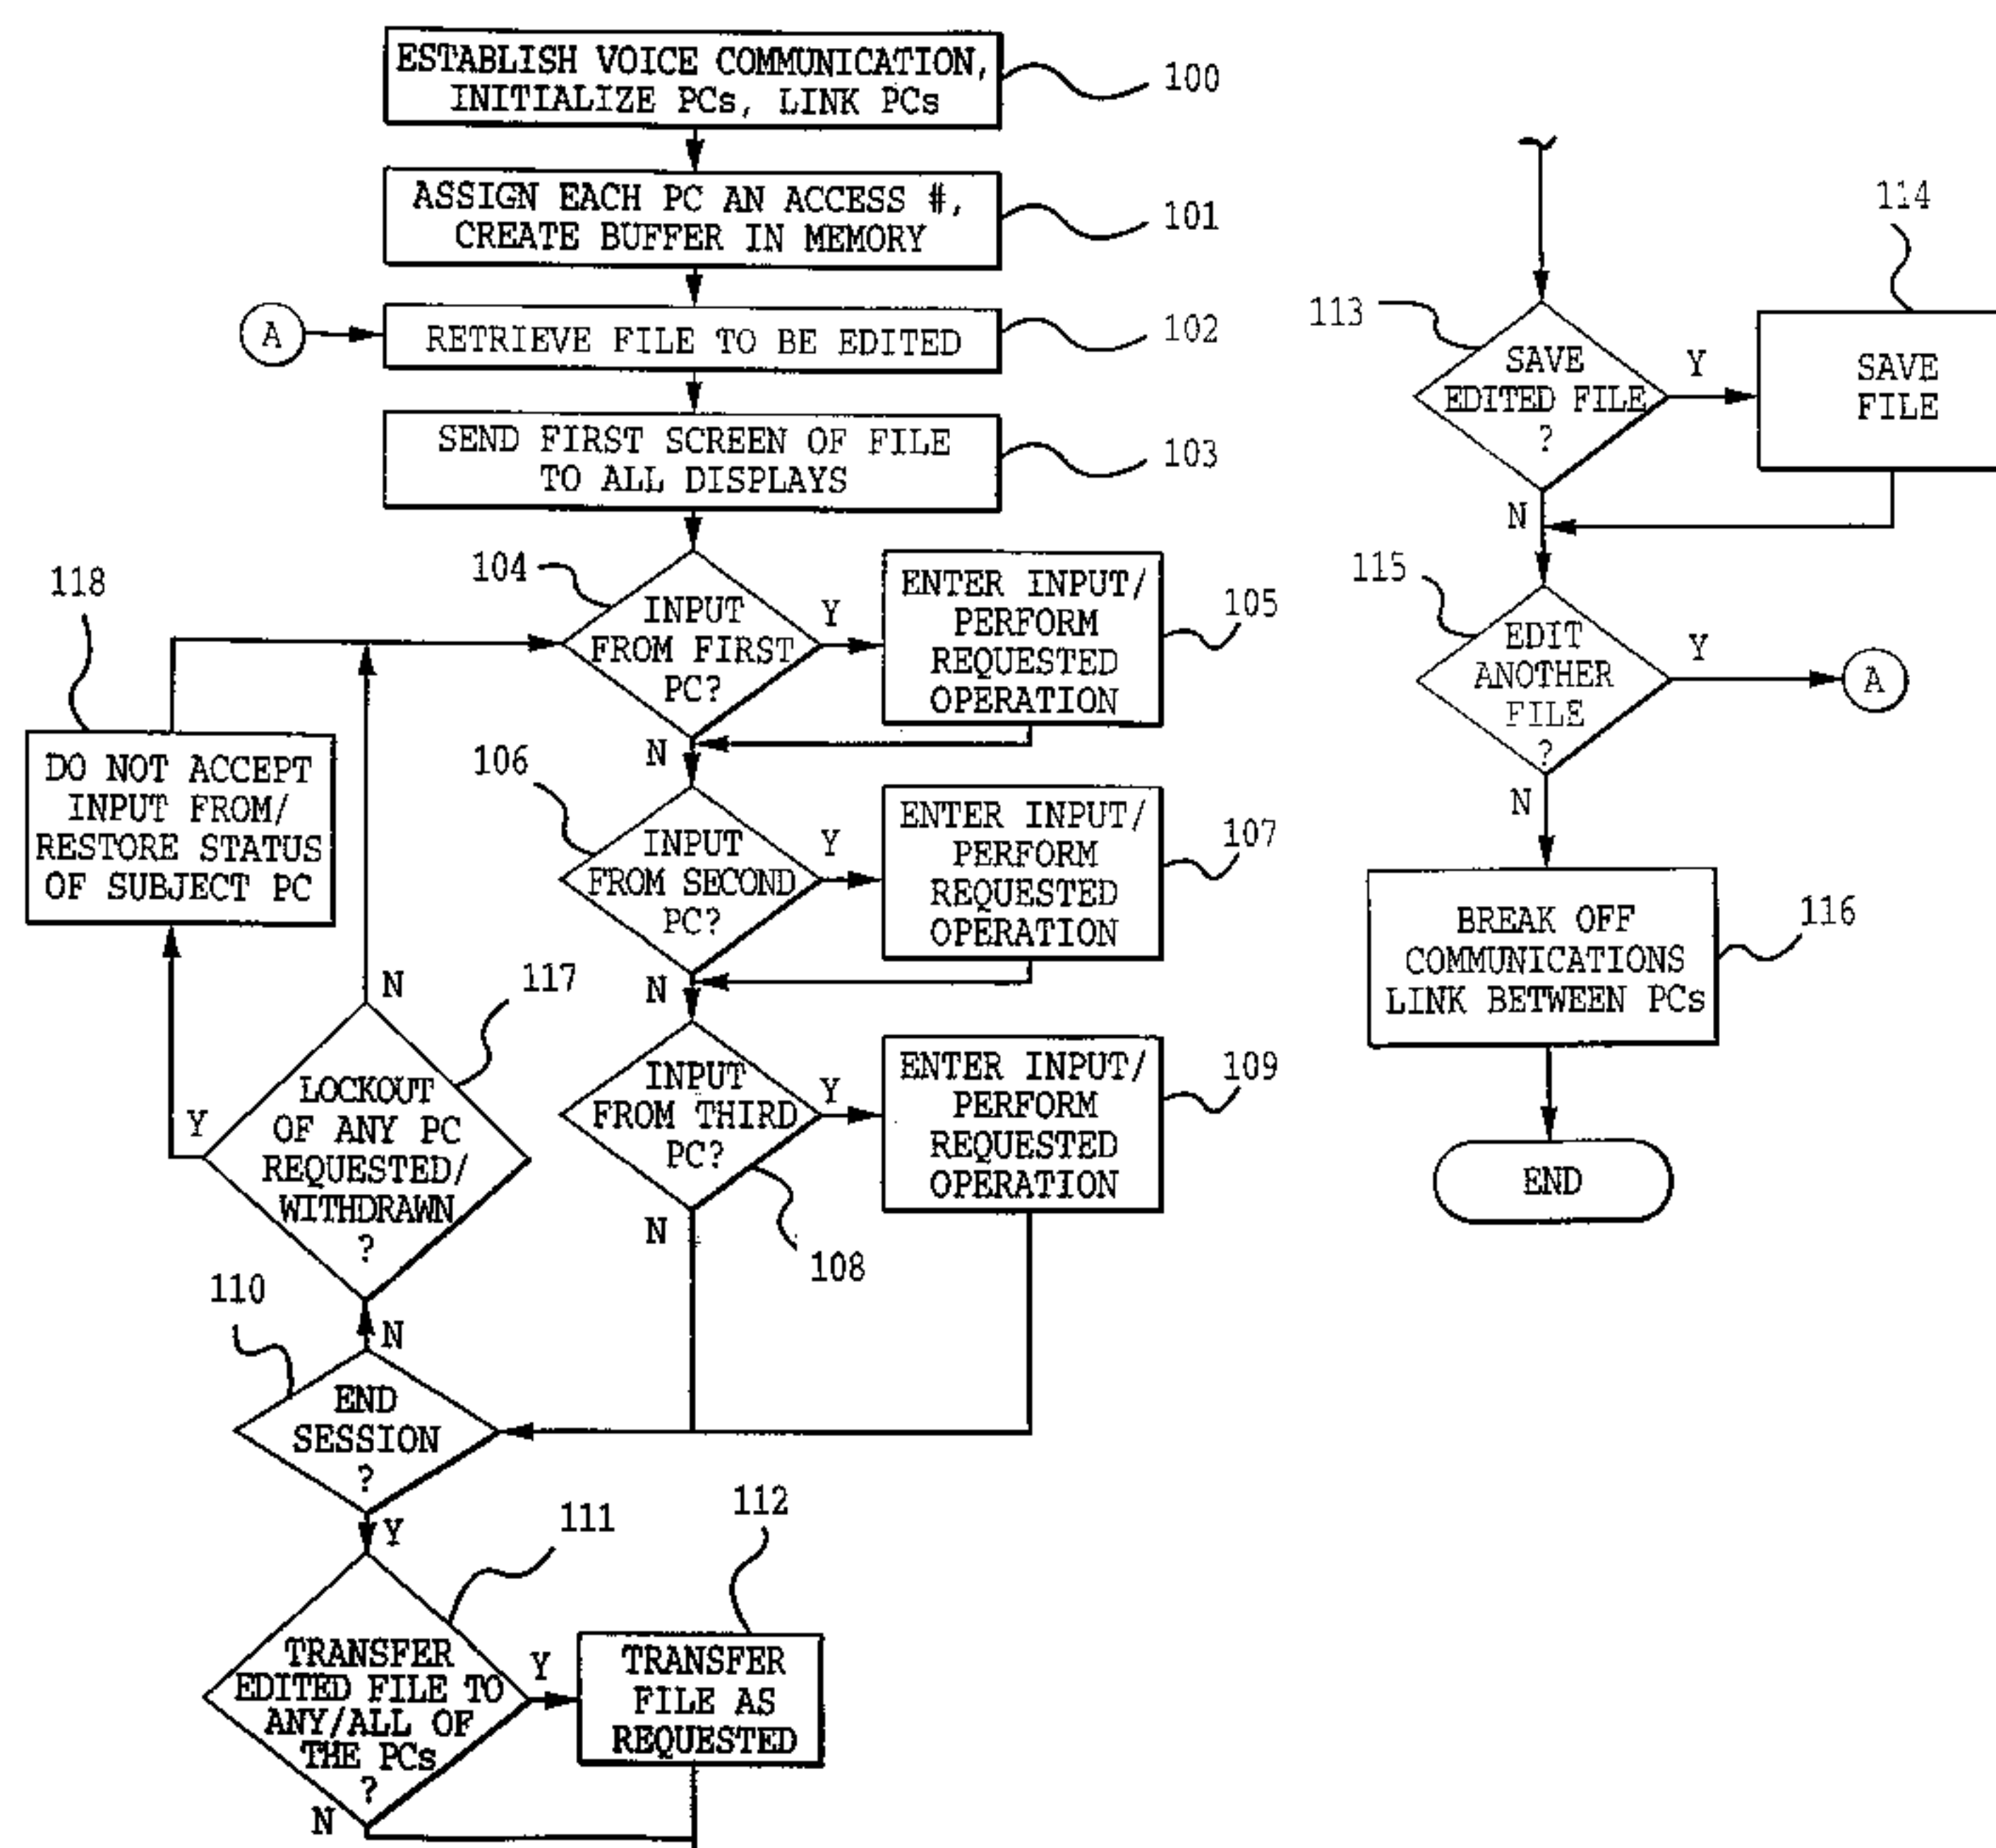 ESTABLISH VOICE COMMUNICATION,
INITIALIZE PCs, LINK PCs
100
ASSIGN EACH PC AN ACCESS #,
CREATE BUFFER IN MEMORY
101
A
RETRIEVE FILE TO BE EDITED
102
SEND FIRST SCREEN OF FILE
TO ALL DISPLAYS
103
104
INPUT
FROM FIRST
PC?
Y
N
ENTER INPUT/
PERFORM
REQUESTED
OPERATION
105
106
INPUT
FROM SECOND
PC?
Y
N
ENTER INPUT/
PERFORM
REQUESTED
OPERATION
107
INPUT
FROM THIRD
PC?
Y
N
108
ENTER INPUT/
PERFORM
REQUESTED
OPERATION
109
118
DO NOT ACCEPT
INPUT FROM/
RESTORE STATUS
OF SUBJECT PC
117
N
Y
LOCKOUT
OF ANY PC
REQUESTED/
WITHDRAWN
?
110
N
END
SESSION
?
Y
111
TRANSFER
EDITED FILE TO
ANY/ALL OF
THE PCs
?
Y
N
112
TRANSFER
FILE AS
REQUESTED
113
SAVE
EDITED FILE
?
Y
N
114
SAVE
FILE
115
EDIT
ANOTHER
FILE
?
Y
A
N
BREAK OFF
COMMUNICATIONS
LINK BETWEEN PCs
116
END